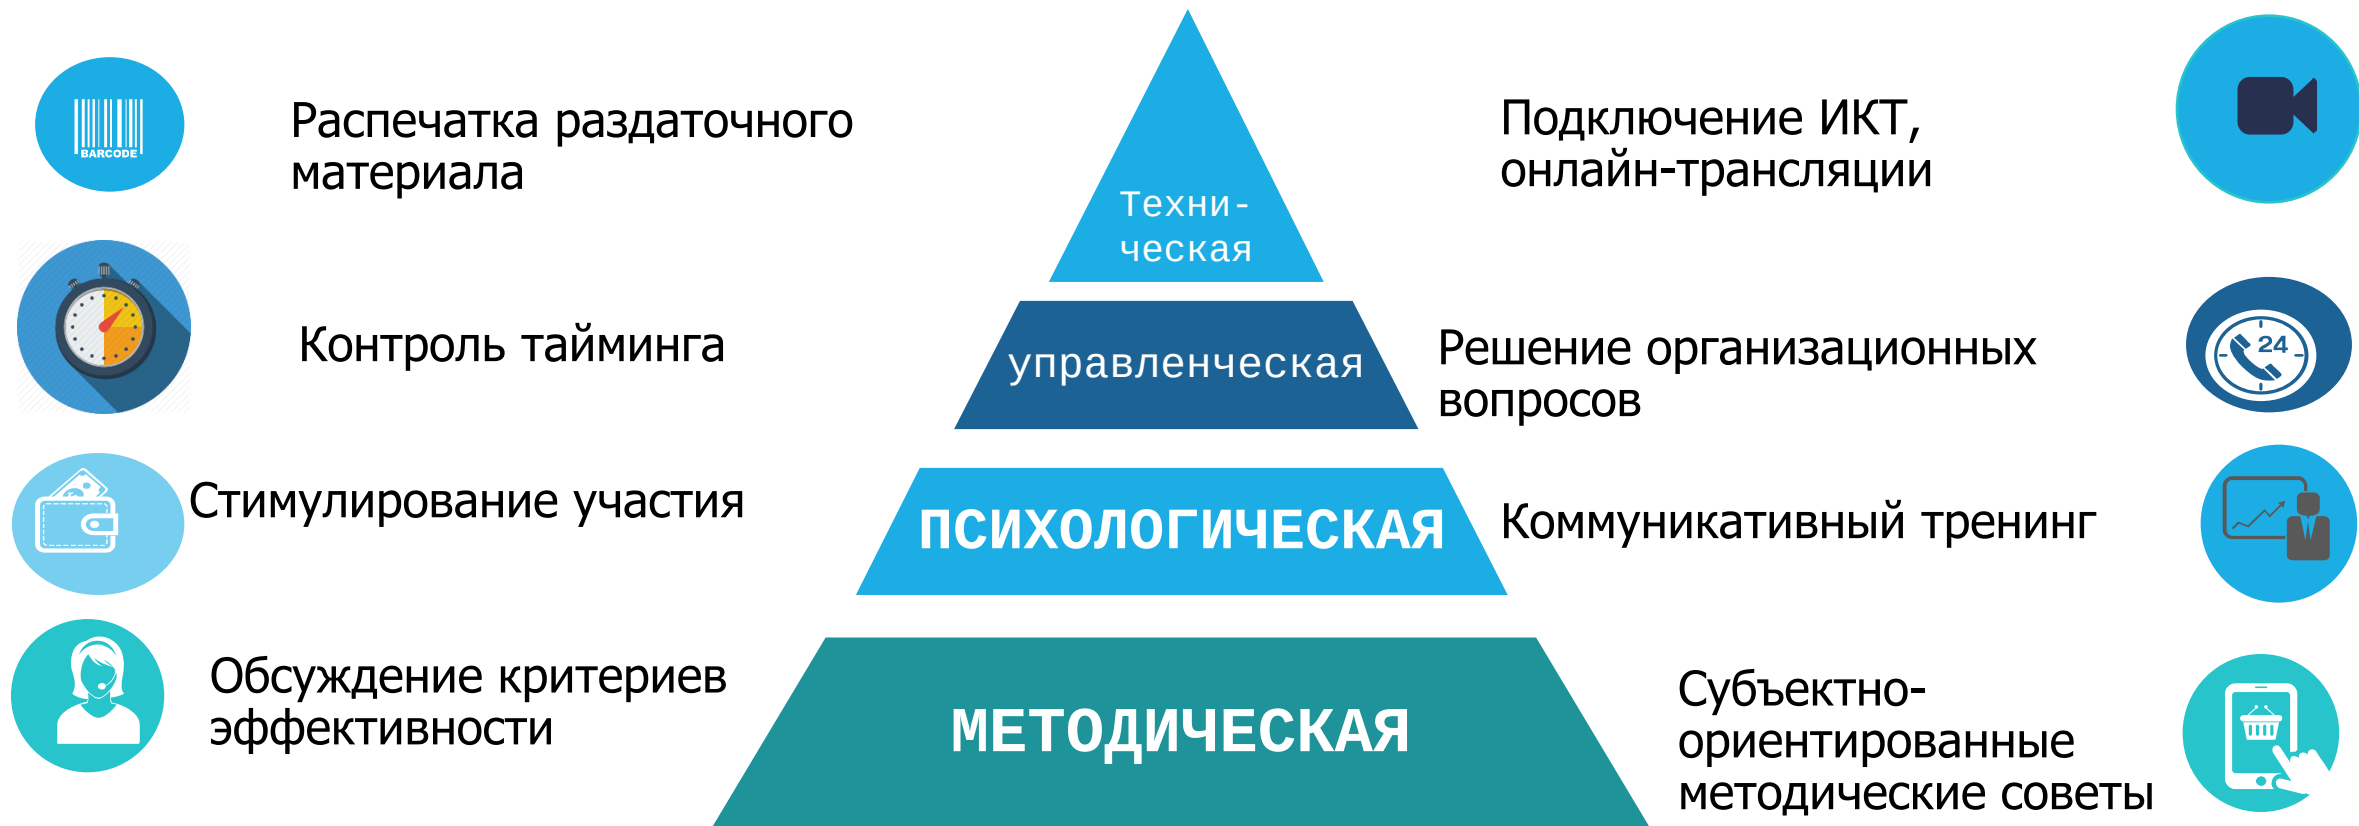 BARCODE
Распечатка раздаточного
материала
Техни-
ческая
Подключение ИКТ,
онлайн-трансляции
Контроль тайминга
управленческая
Решение организационных
вопросов
24
Стимулирование участия
ПСИХОЛОГИЧЕСКАЯ
Коммуникативный тренинг
Обсуждение критериев
эффективности
МЕТОДИЧЕСКАЯ
Субъектно-
ориентированные
методические советы